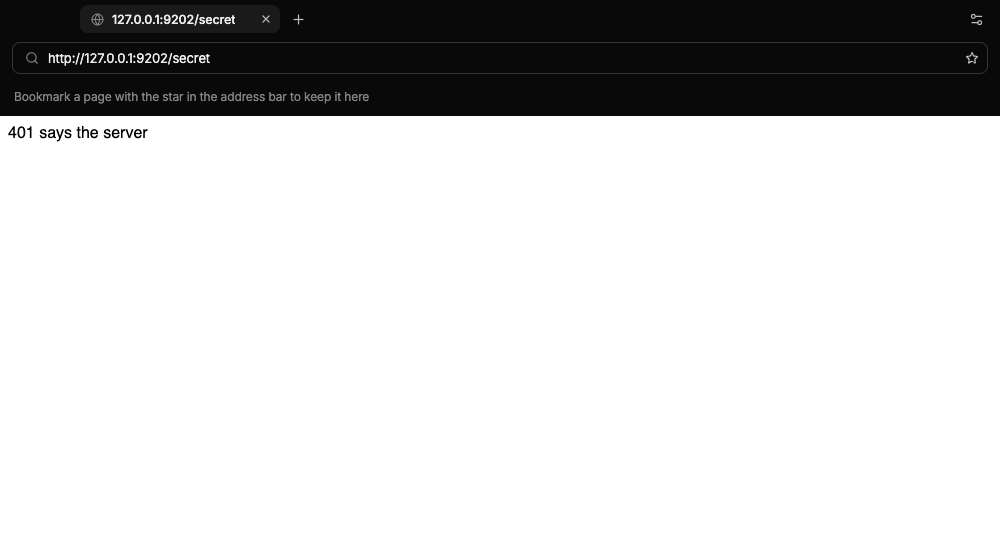 127.0.0.1:9202/secret
http://127.0.0.1:9202/secret
Bookmark a page with the star in the address bar to keep it here
401 says the server